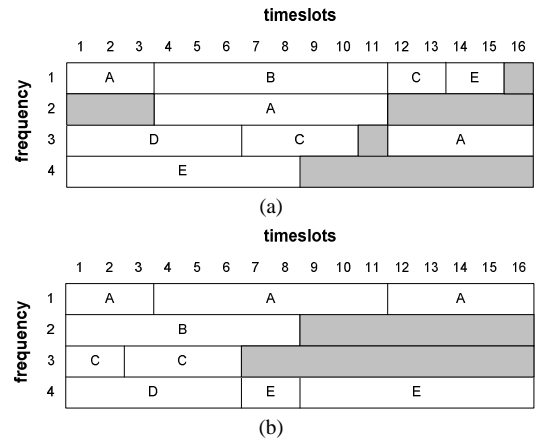 timeslots
1 2 3 4 5 6 7 8 9 10 11 12 13 14 15 16
frequency
1 A B C E
2 A
3 D C A
4 E
(a)
timeslots
1 2 3 4 5 6 7 8 9 10 11 12 13 14 15 16
frequency
1 A A A
2 B
3 C C
4 D E E
(b)